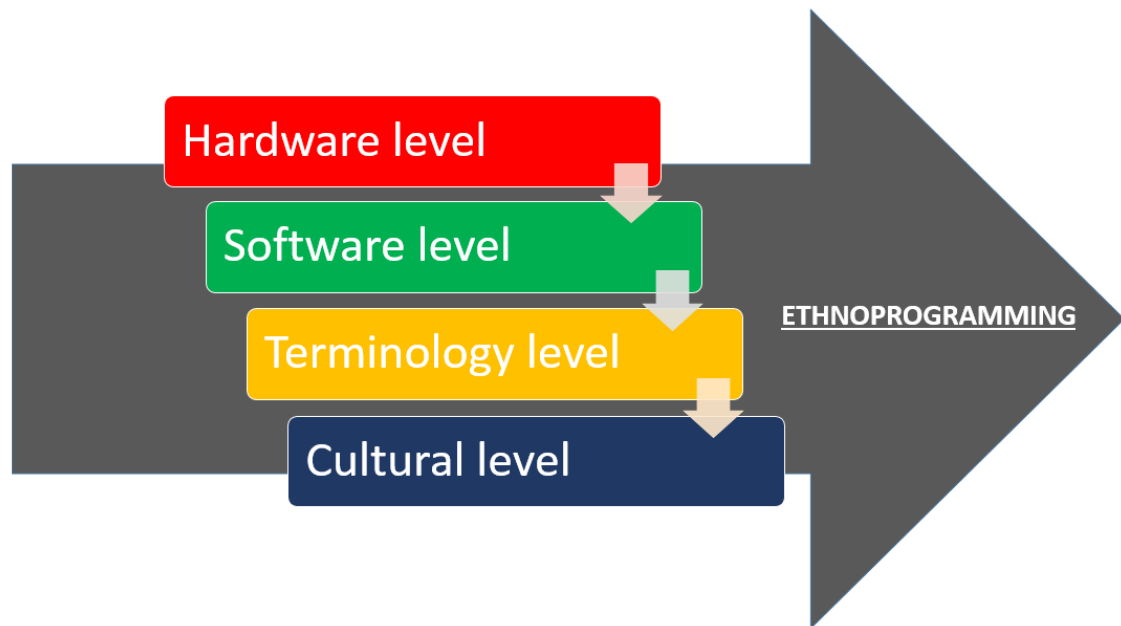 Hardware level
Software level
Terminology level
Cultural level
ETHNOPROGRAMMING